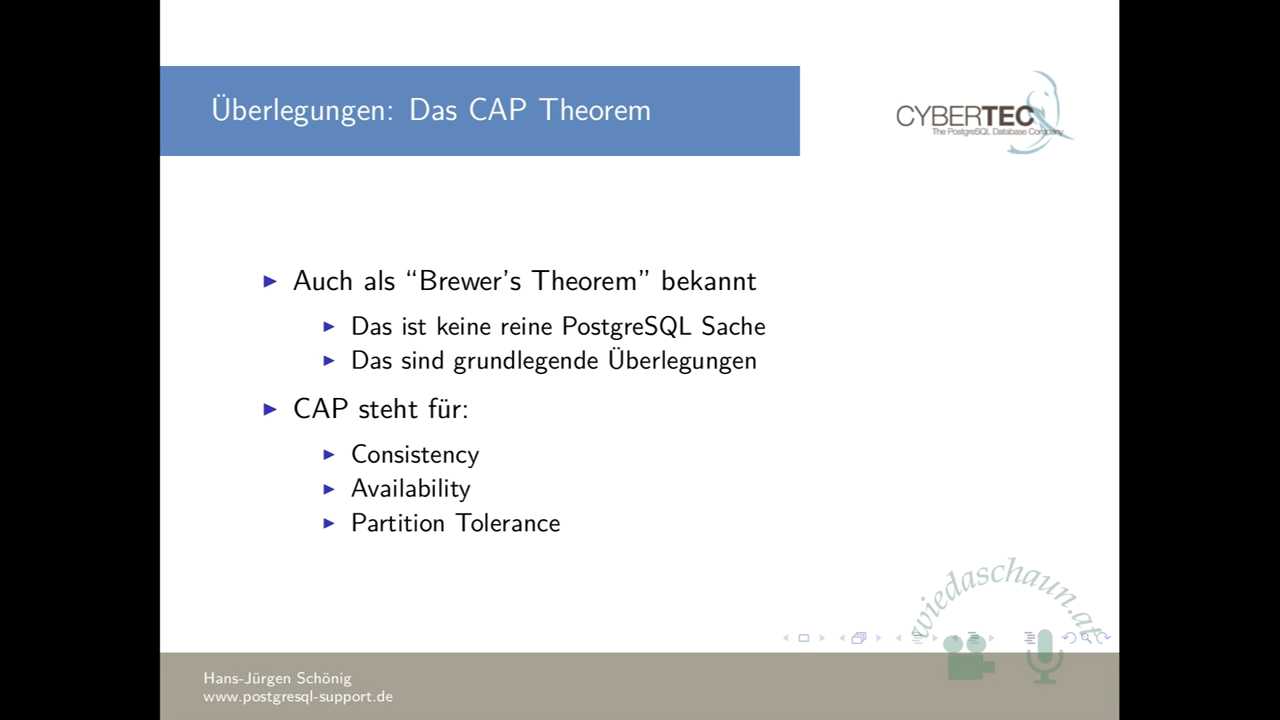 Überlegungen: Das CAP Theorem
CYBERTEC
The PostgreSQL Database Company
Auch als “Brewer’s Theorem” bekannt
Das ist keine reine PostgreSQL Sache
Das sind grundlegende Überlegungen
CAP steht für:
Consistency
Availability
Partition Tolerance
wiedaschaun.at
Hans-Jürgen Schönig
www.postgresql-support.de